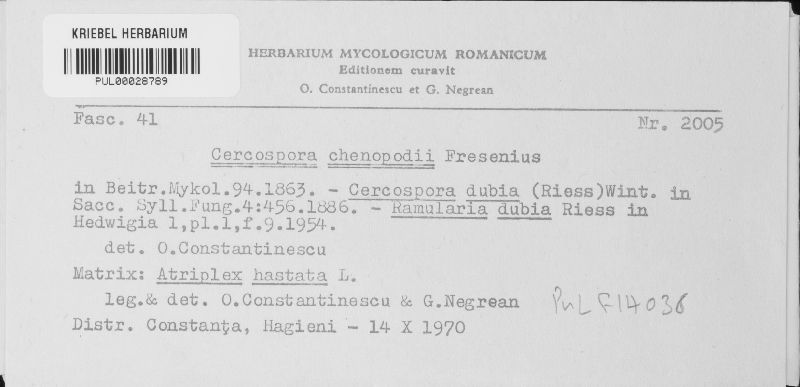 KRIEBEL HERBARIUM
PUL00028789
HERBARIUM MYCOLOGICUM ROMANICUM
Editionem curavit
O. Constantinescu et G. Negrean
Fasc. 41
Nr. 2005
Cercospora chenopodii Fresenius
in Beitr.Mykol.94.1863. - Cercospora dubia (Riess)Wint. in
Sacc. Syll.Fung.4:456.1886. - Ramularia dubia Riess in
Hedwigia 1,pl.1,f.9.1954.
det. O.Constantinescu
Matrix: Atriplex hastata L.
leg.& det. O.Constantinescu & G.Negrean
PUL F14036
Distr. Constanţa, Hagieni - 14 X 1970